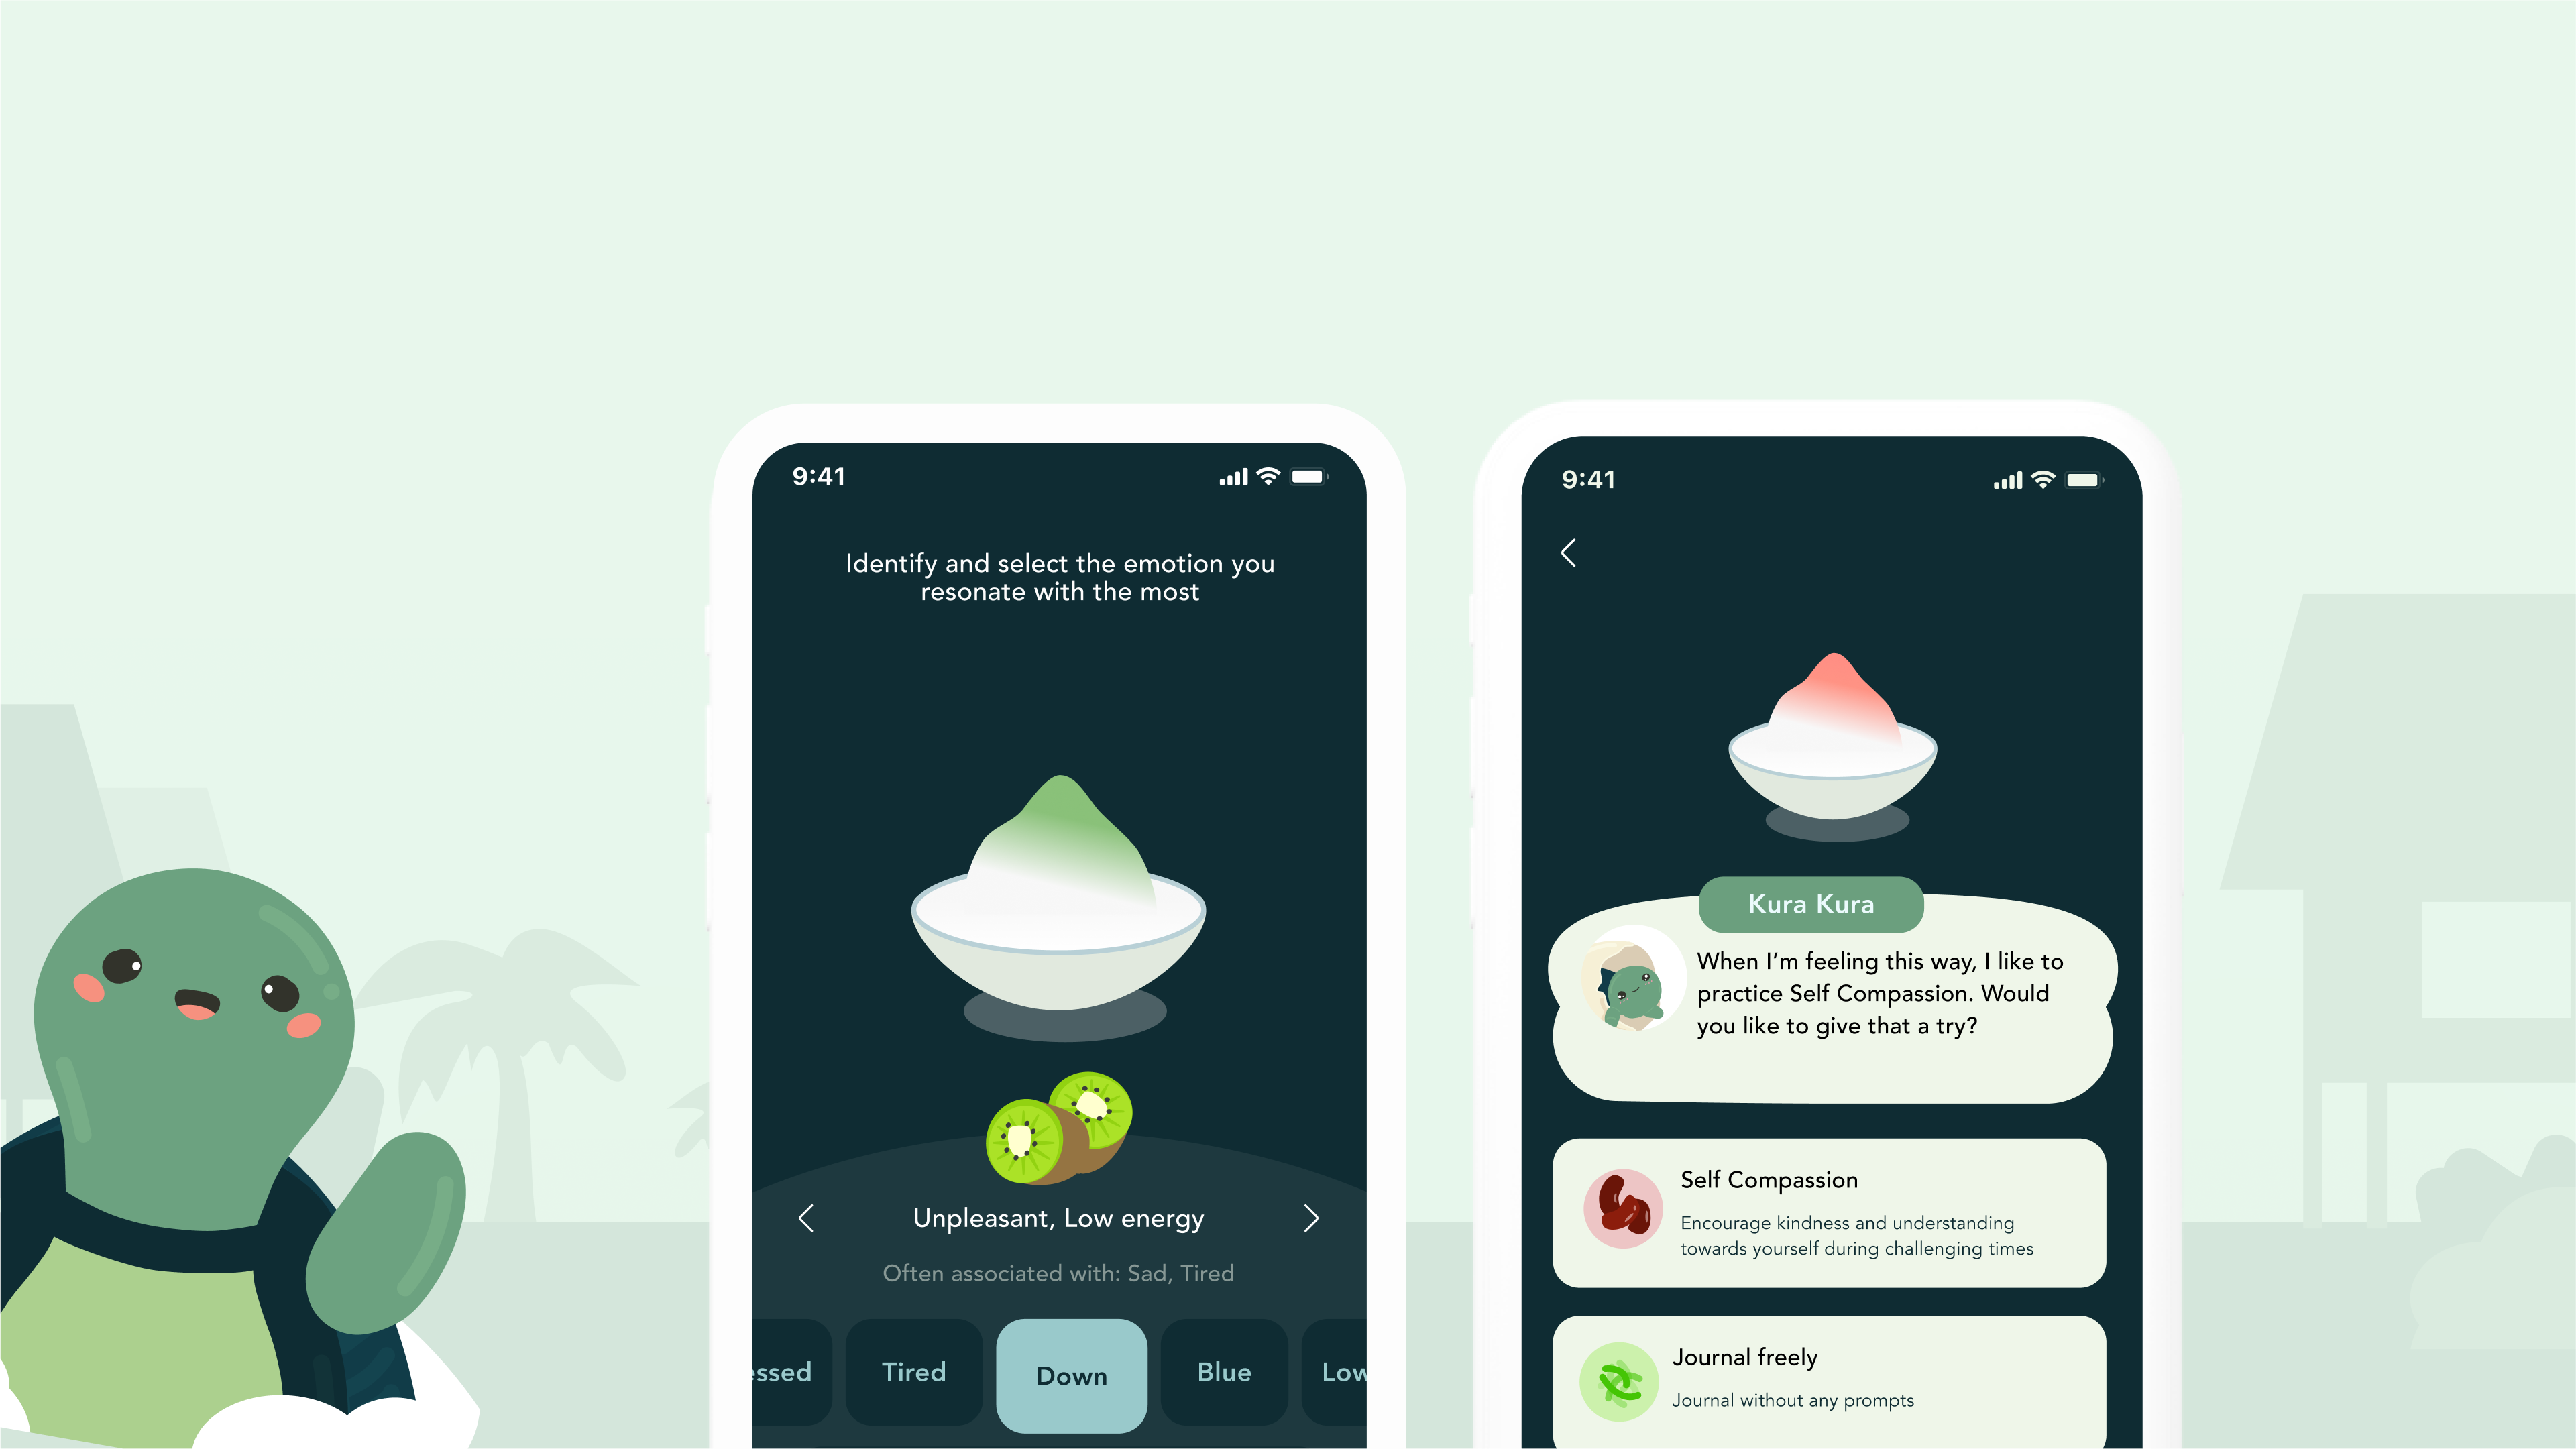 9:41
Identify and select the emotion you
resonate with the most
Unpleasant, Low energy
Often associated with: Sad, Tired
Tired
Down
Blue
Low
9:41
Kura Kura
When I’m feeling this way, I like to
practice Self Compassion. Would
you like to give that a try?
Self Compassion
Encourage kindness and understanding
towards yourself during challenging times
Journal freely
Journal without any prompts